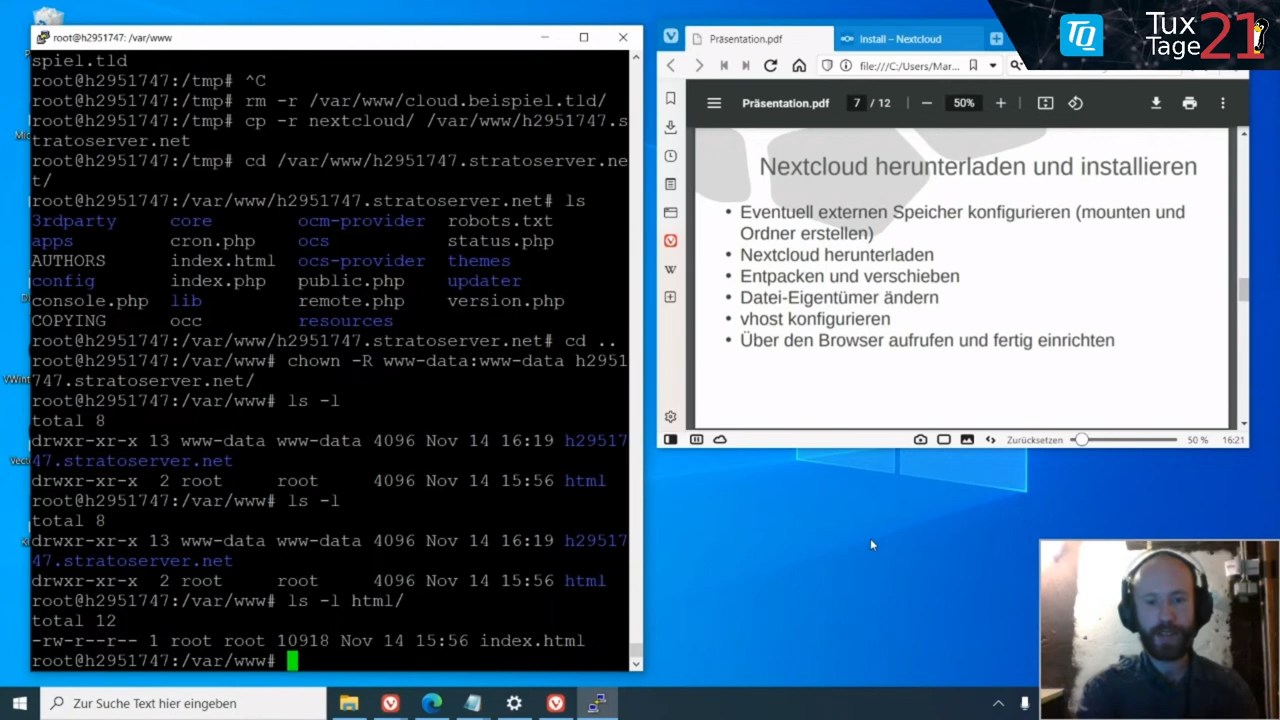 root@h2951747: /var/www
spiel.tld
root@h2951747:/tmp# ^C
root@h2951747:/tmp# rm -r /var/www/cloud.beispiel.tld/
root@h2951747:/tmp# cp -r nextcloud/ /var/www/h2951747.s
tratoserver.net
root@h2951747:/tmp# cd /var/www/h2951747.stratoserver.ne
t/
root@h2951747:/var/www/h2951747.stratoserver.net# ls
3rdparty core ocm-provider robots.txt
apps cron.php ocs status.php
AUTHORS index.html ocs-provider themes
config index.php public.php updater
console.php lib remote.php version.php
COPYING occ resources
root@h2951747:/var/www/h2951747.stratoserver.net# cd ..
root@h2951747:/var/www# chown -R www-data:www-data h2951
747.stratoserver.net/
root@h2951747:/var/www# ls -l
total 8
drwxr-xr-x 13 www-data www-data 4096 Nov 14 16:19 h29517
47.stratoserver.net
drwxr-xr-x 2 root root 4096 Nov 14 15:56 html
root@h2951747:/var/www# ls -l
total 8
drwxr-xr-x 13 www-data www-data 4096 Nov 14 16:19 h29517
47.stratoserver.net
drwxr-xr-x 2 root root 4096 Nov 14 15:56 html
root@h2951747:/var/www# ls -l html/
total 12
-rw-r--r-- 1 root root 10918 Nov 14 15:56 index.html
root@h2951747:/var/www#
Präsentation.pdf
Install – Nextcloud
file:///C:/Users/Mar...
Präsentation.pdf 7 / 12 50%
Nextcloud herunterladen und installieren
• Eventuell externen Speicher konfigurieren (mounten und
Ordner erstellen)
• Nextcloud herunterladen
• Entpacken und verschieben
• Datei-Eigentümer ändern
• vhost konfigurieren
• Über den Browser aufrufen und fertig einrichten
Zurücksetzen 50 % 16:21
TQ
Tux
Tage
21
Zur Suche Text hier eingeben